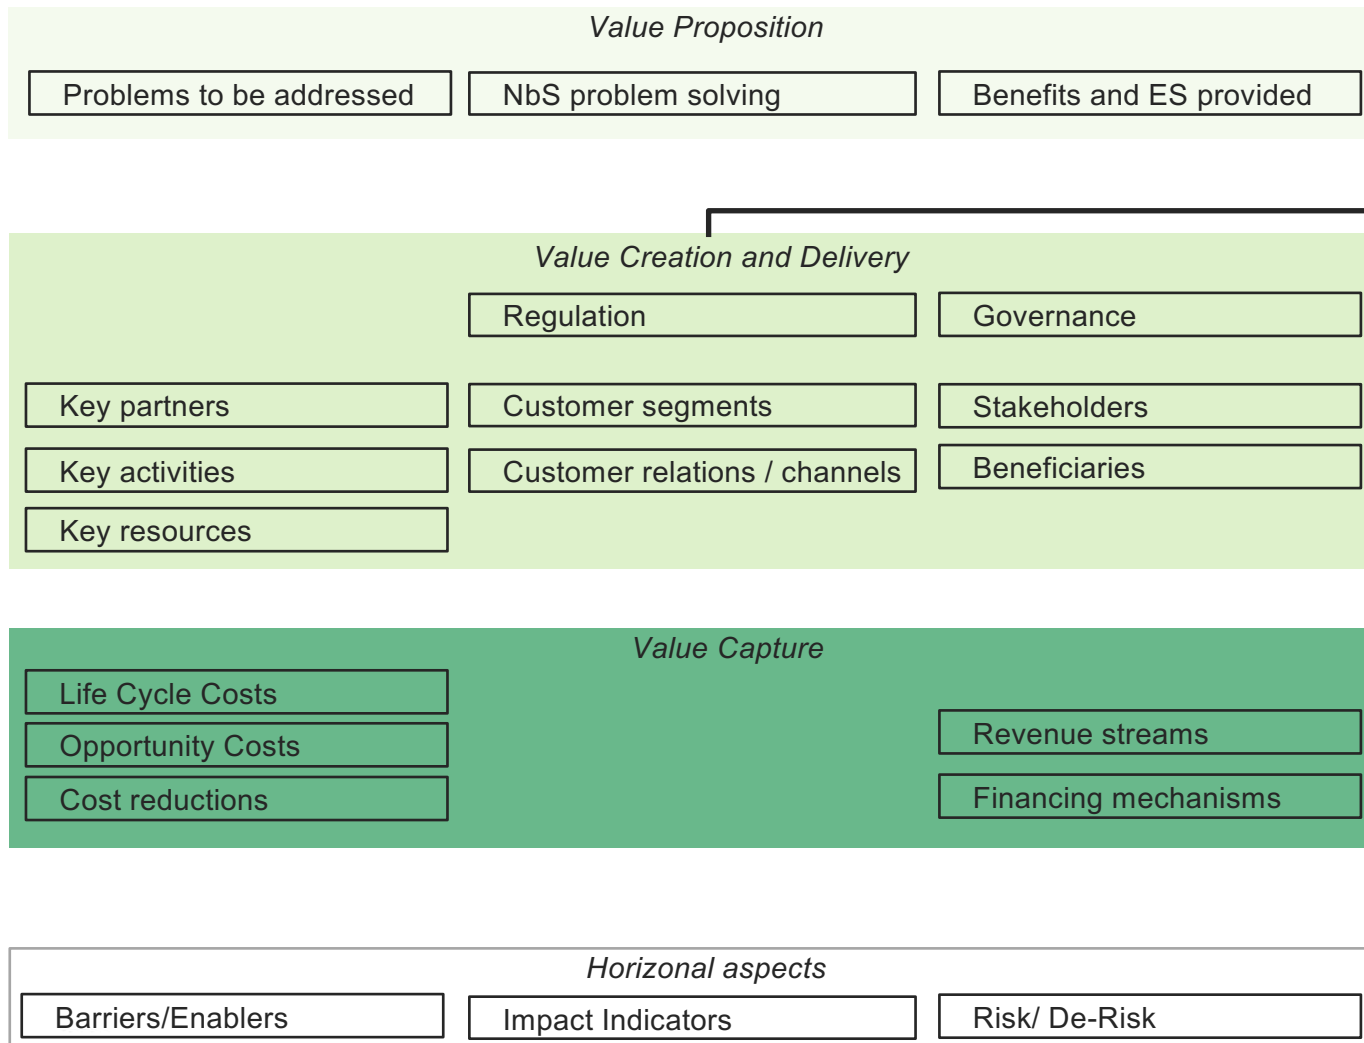 Value Proposition
Problems to be addressed
NbS problem solving
Benefits and ES provided
Value Creation and Delivery
Regulation
Governance
Key partners
Customer segments
Stakeholders
Key activities
Customer relations / channels
Beneficiaries
Key resources
Value Capture
Life Cycle Costs
Opportunity Costs
Revenue streams
Cost reductions
Financing mechanisms
Horizonal aspects
Barriers/Enablers
Impact Indicators
Risk/ De-Risk